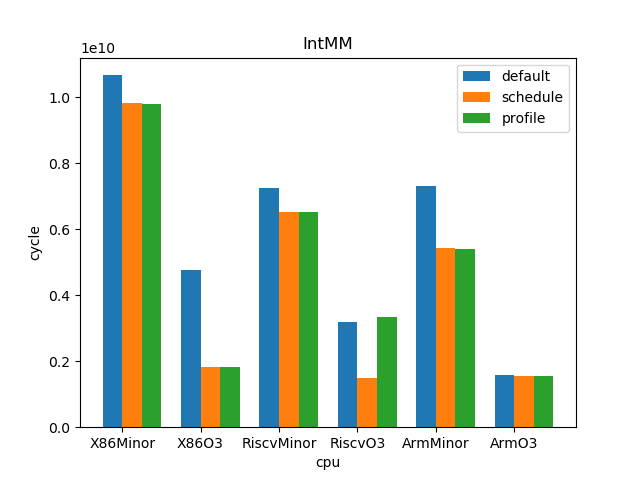 IntMM
1e10
default
schedule
profile
cycle
1.0
0.8
0.6
0.4
0.2
0.0
X86Minor X86O3 RiscvMinor RiscvO3 ArmMinor ArmO3
cpu